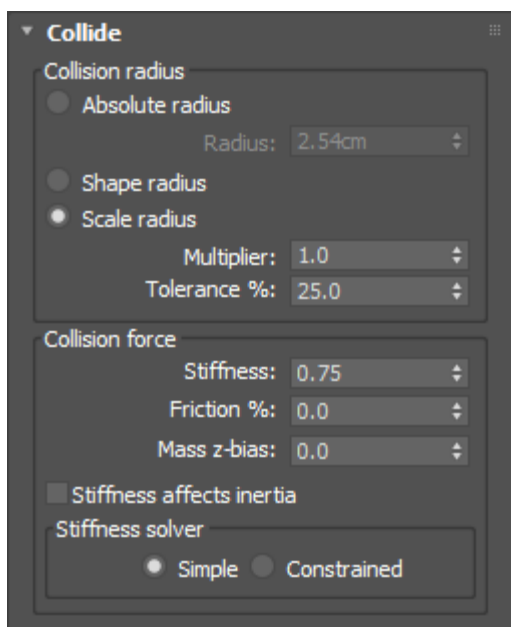 Collide
Collision radius
Absolute radius
Radius: 2.54cm
Shape radius
Scale radius
Multiplier: 1.0
Tolerance %: 25.0
Collision force
Stiffness: 0.75
Friction %: 0.0
Mass z-bias: 0.0
Stiffness affects inertia
Stiffness solver
Simple Constrained